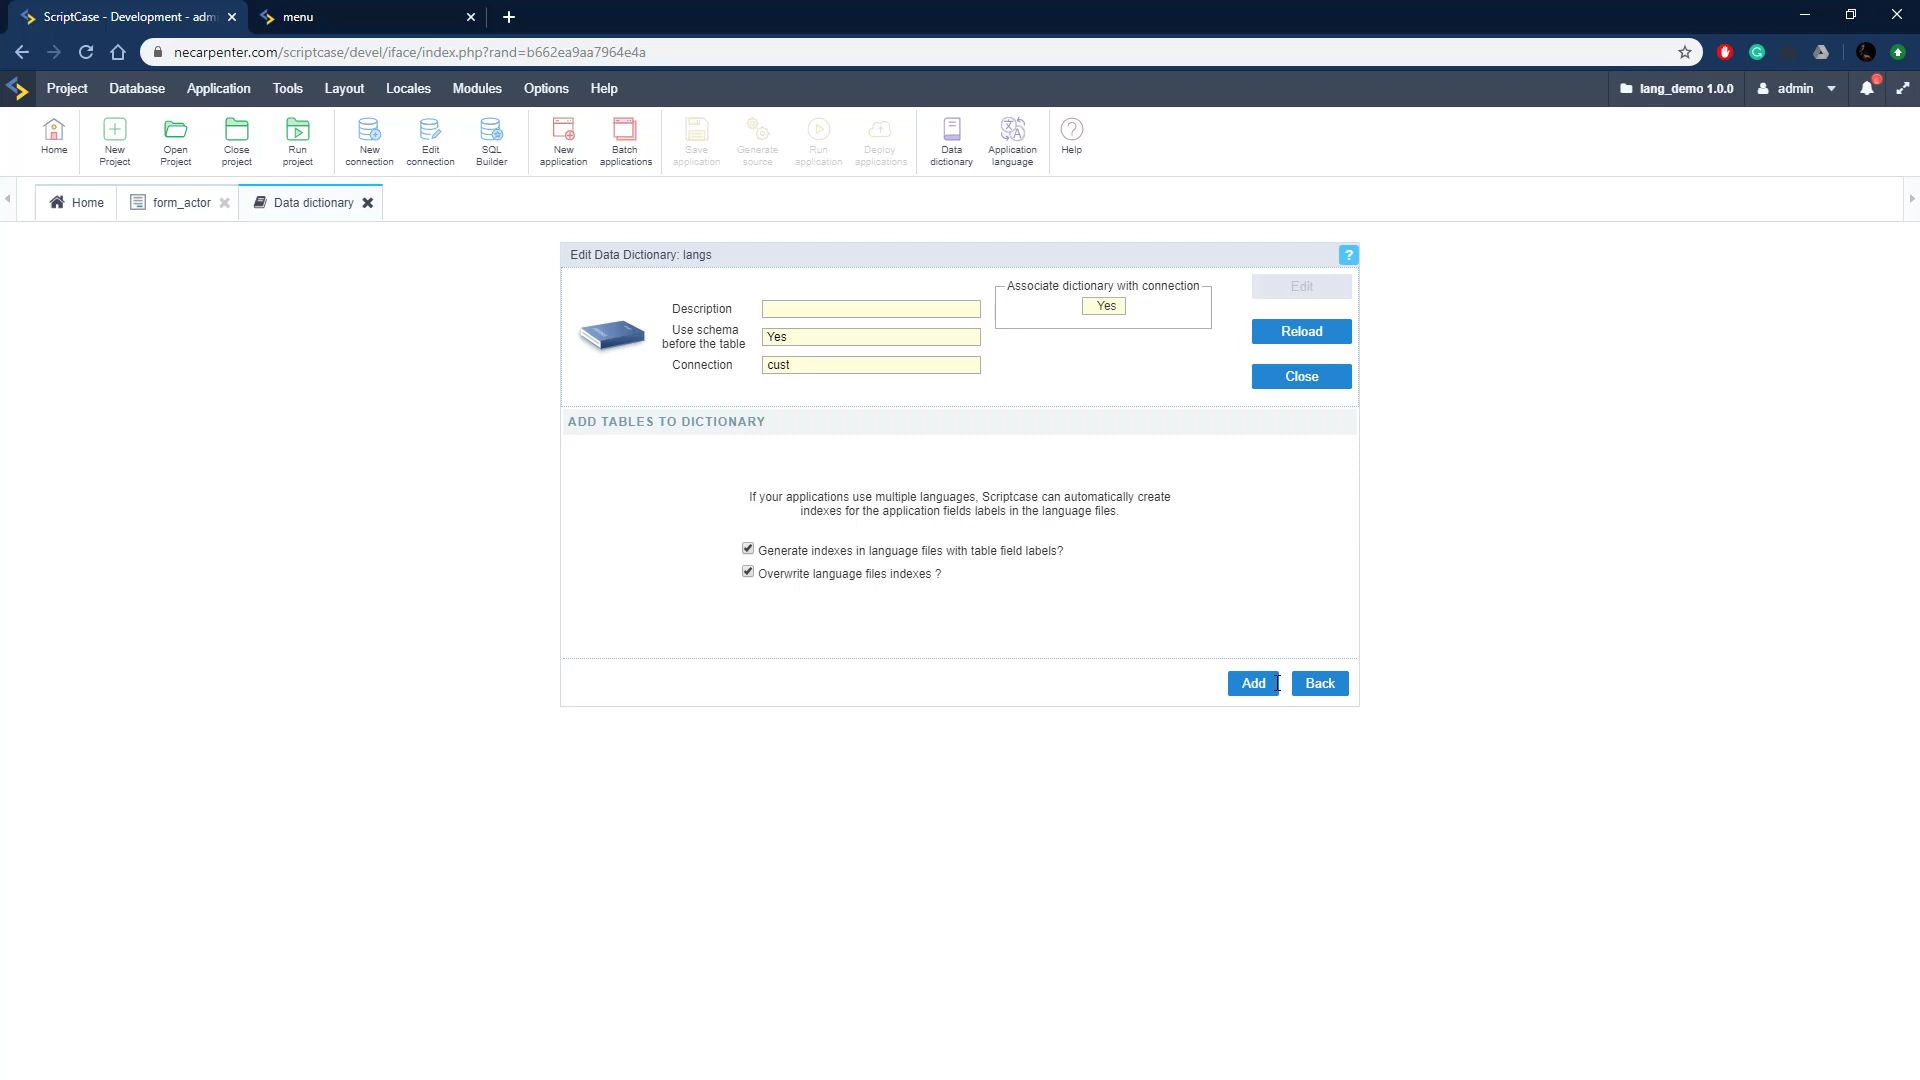 ScriptCase - Development - adm
menu
necarpenter.com/scriptcase/devel/iface/index.php?rand=b662ea9aa7964e4a
Project Database Application Tools Layout Locales Modules Options Help
lang_demo 1.0.0
admin
Home
New
Project
Open
Project
Close
project
Run
project
New
connection
Edit
connection
SQL
Builder
New
application
Batch
applications
Save
application
Generate
source
Run
application
Deploy
applications
Data
dictionary
Application
language
Help
Home
form_actor
Data dictionary
Edit Data Dictionary: langs
?
Description
Use schema
before the table
Yes
Connection
cust
Associate dictionary with connection
Yes
Edit
Reload
Close
ADD TABLES TO DICTIONARY
If your applications use multiple languages, Scriptcase can automatically create
indexes for the application fields labels in the language files.
Generate indexes in language files with table field labels?
Overwrite language files indexes ?
Add
Back